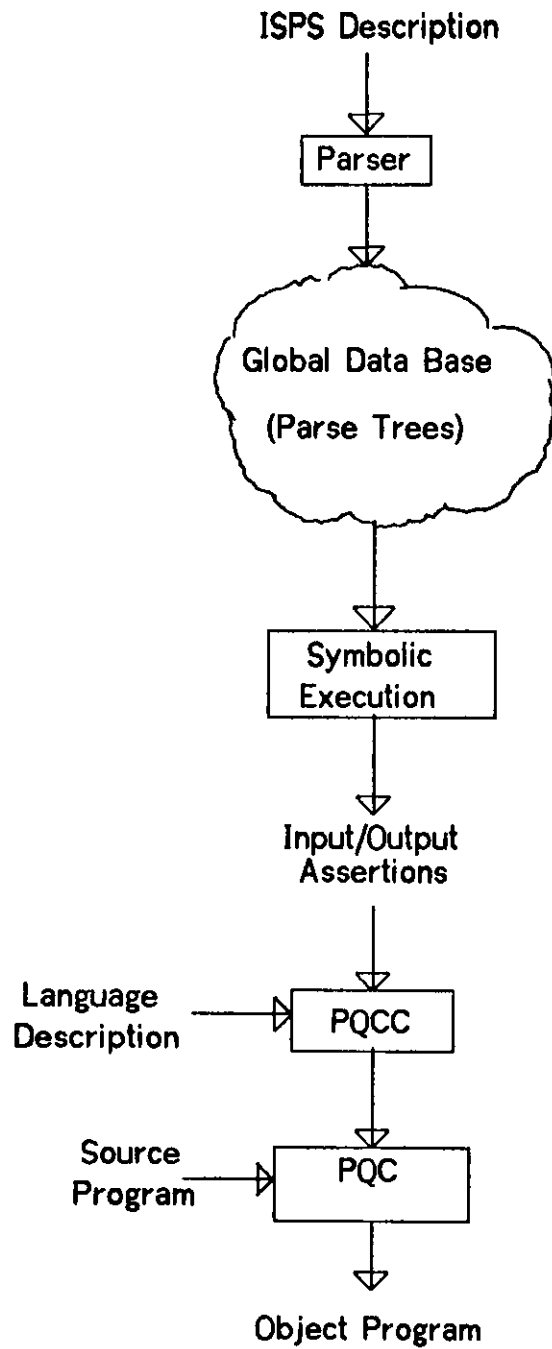 ISPS Description
Parser
Global Data Base
(Parse Trees)
Symbolic
Execution
Input/Output
Assertions
Language
Description
PQCC
Source
Program
PQC
Object Program